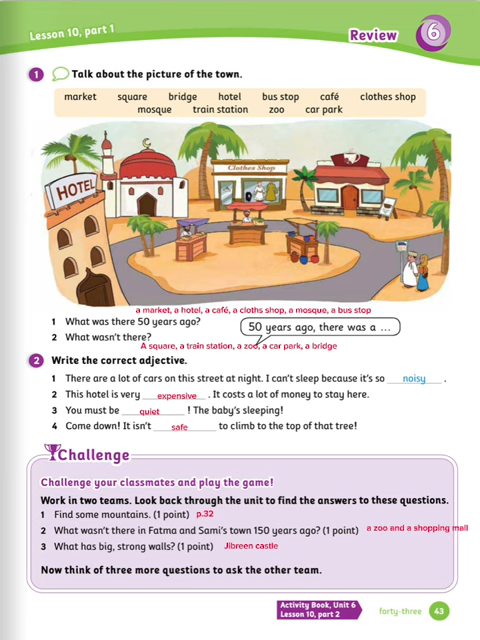 Lesson 10, part 1
Review 6
1 Talk about the picture of the town.
market square bridge hotel bus stop café clothes shop
mosque train station zoo car park
Clothes Shop
HOTEL
a market, a hotel, a café, a cloths shop, a mosque, a bus stop
1 What was there 50 years ago?
50 years ago, there was a ...
2 What wasn't there?
A square, a train station, a zoo, a car park, a bridge
2 Write the correct adjective.
1 There are a lot of cars on this street at night. I can't sleep because it's so noisy .
2 This hotel is very expensive . It costs a lot of money to stay here.
3 You must be quiet ! The baby's sleeping!
4 Come down! It isn't safe to climb to the top of that tree!
Challenge
Challenge your classmates and play the game!
Work in two teams. Look back through the unit to find the answers to these questions.
1 Find some mountains. (1 point) p.32
2 What wasn't there in Fatma and Sami's town 150 years ago? (1 point) a zoo and a shopping mall
3 What has big, strong walls? (1 point) Jibreen castle
Now think of three more questions to ask the other team.
Activity Book, Unit 6
Lesson 10, part 2
forty-three 43